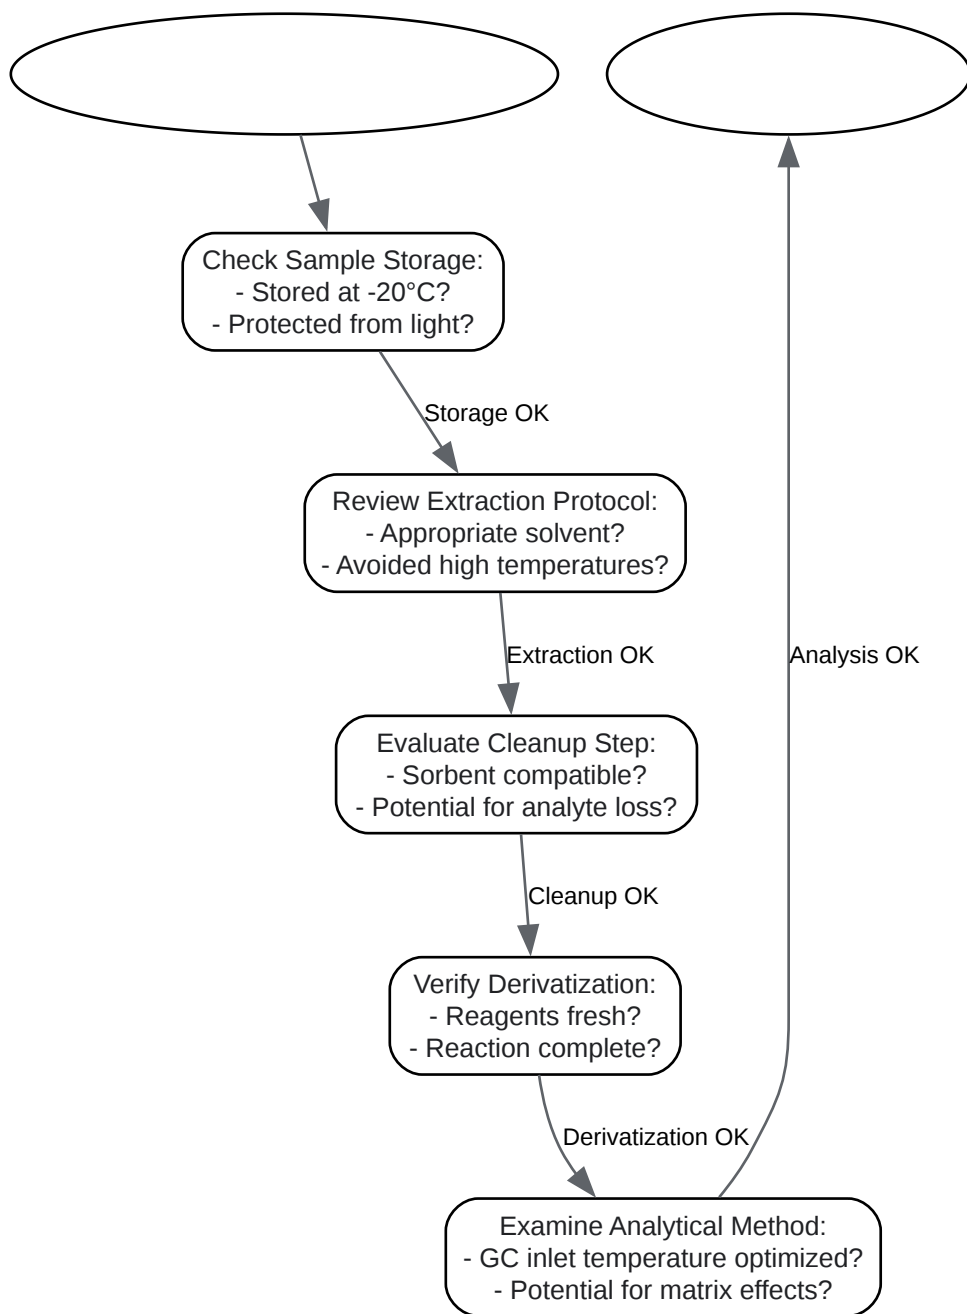 Check Sample Storage:
- Stored at -20°C?
- Protected from light?
Storage OK
Review Extraction Protocol:
- Appropriate solvent?
- Avoided high temperatures?
Extraction OK
Analysis OK
Evaluate Cleanup Step:
- Sorbent compatible?
- Potential for analyte loss?
Cleanup OK
Verify Derivatization:
- Reagents fresh?
- Reaction complete?
Derivatization OK
Examine Analytical Method:
- GC inlet temperature optimized?
- Potential for matrix effects?